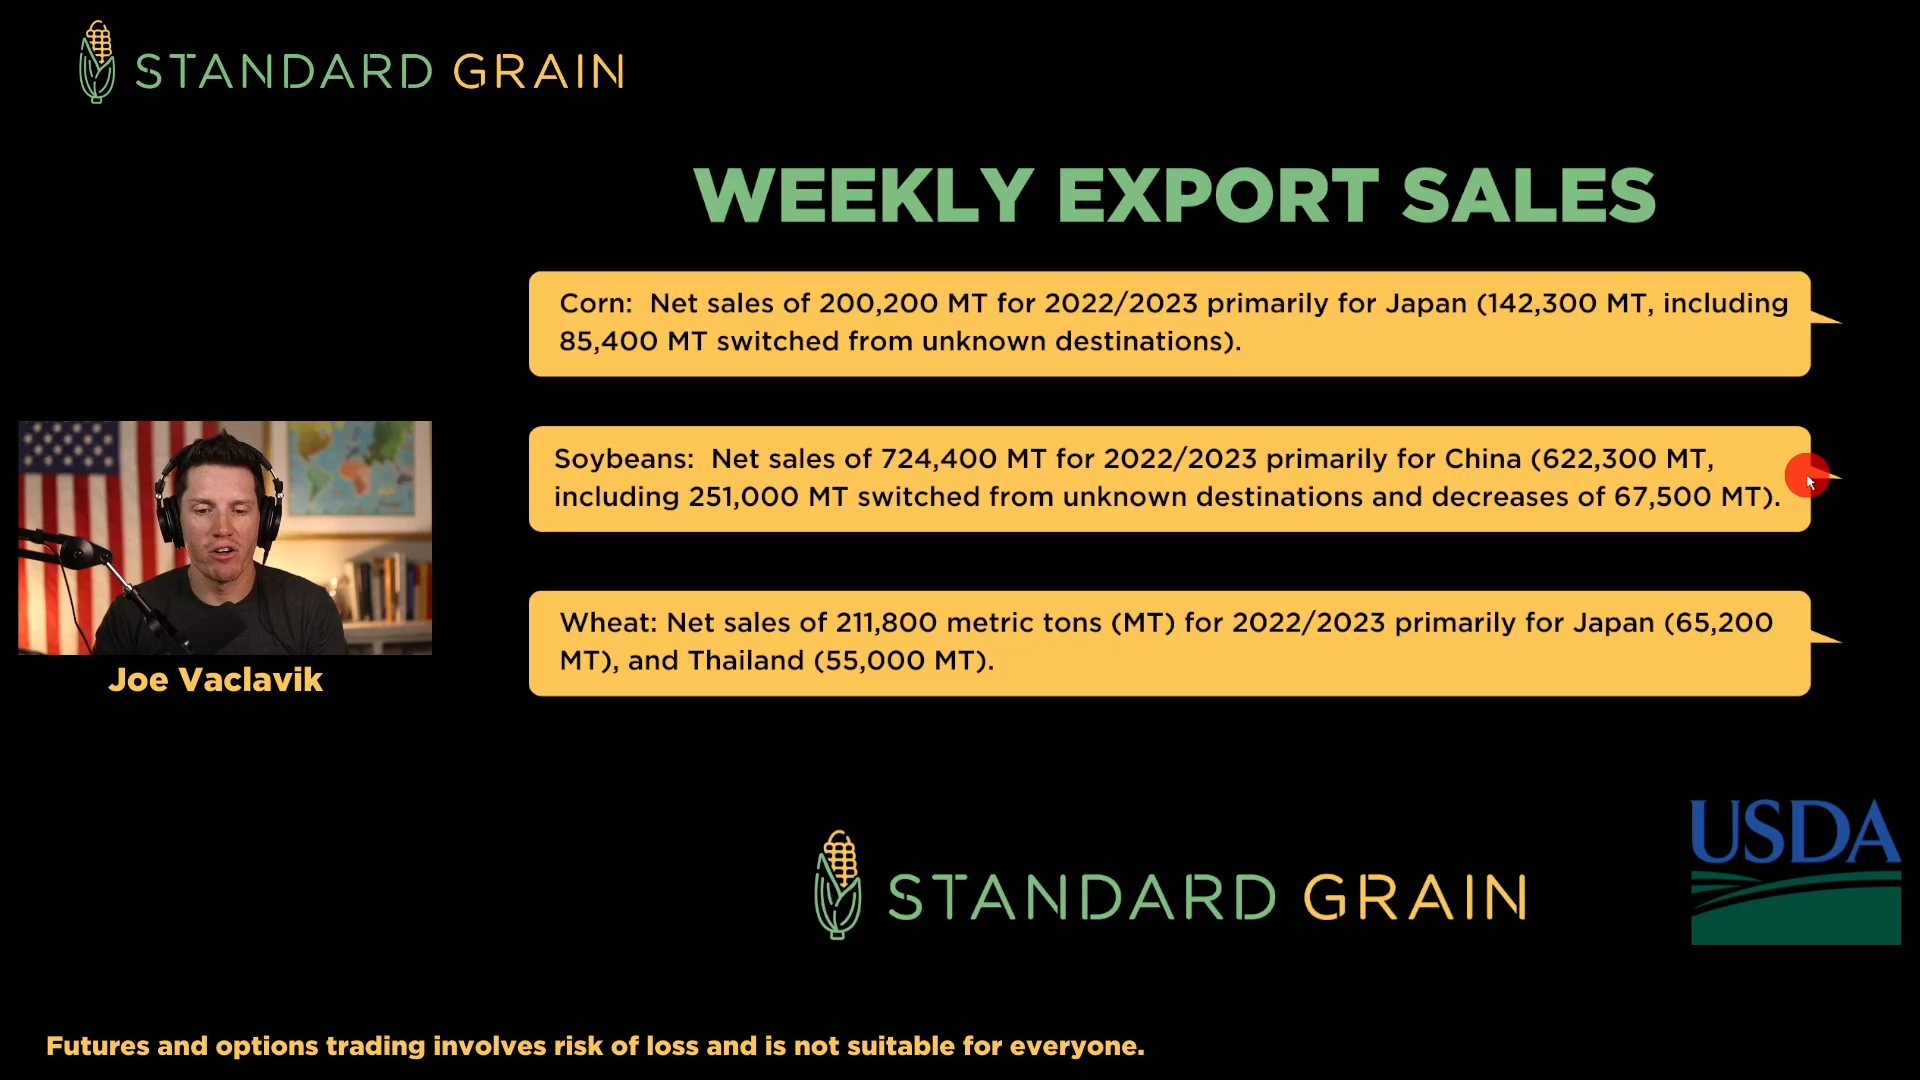 STANDARD GRAIN
WEEKLY EXPORT SALES
Corn:  Net sales of 200,200 MT for 2022/2023 primarily for Japan (142,300 MT, including
85,400 MT switched from unknown destinations).
Soybeans:  Net sales of 724,400 MT for 2022/2023 primarily for China (622,300 MT,
including 251,000 MT switched from unknown destinations and decreases of 67,500 MT).
Wheat: Net sales of 211,800 metric tons (MT) for 2022/2023 primarily for Japan (65,200
MT), and Thailand (55,000 MT).
Joe Vaclavik
STANDARD GRAIN
USDA
Futures and options trading involves risk of loss and is not suitable for everyone.